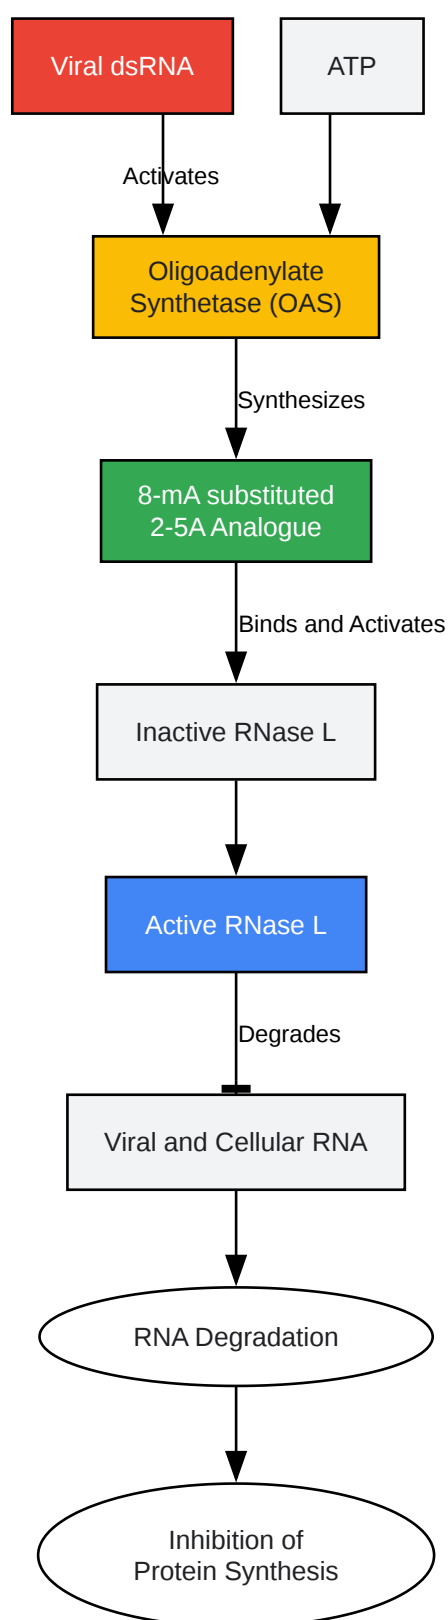 Viral dsRNA
ATP
Activates
Oligoadenylate
Synthetase (OAS)
Synthesizes
8-mA substituted
2-5A Analogue
Binds and Activates
Inactive RNase L
Active RNase L
Degrades
Viral and Cellular RNA
RNA Degradation
Inhibition of
Protein Synthesis